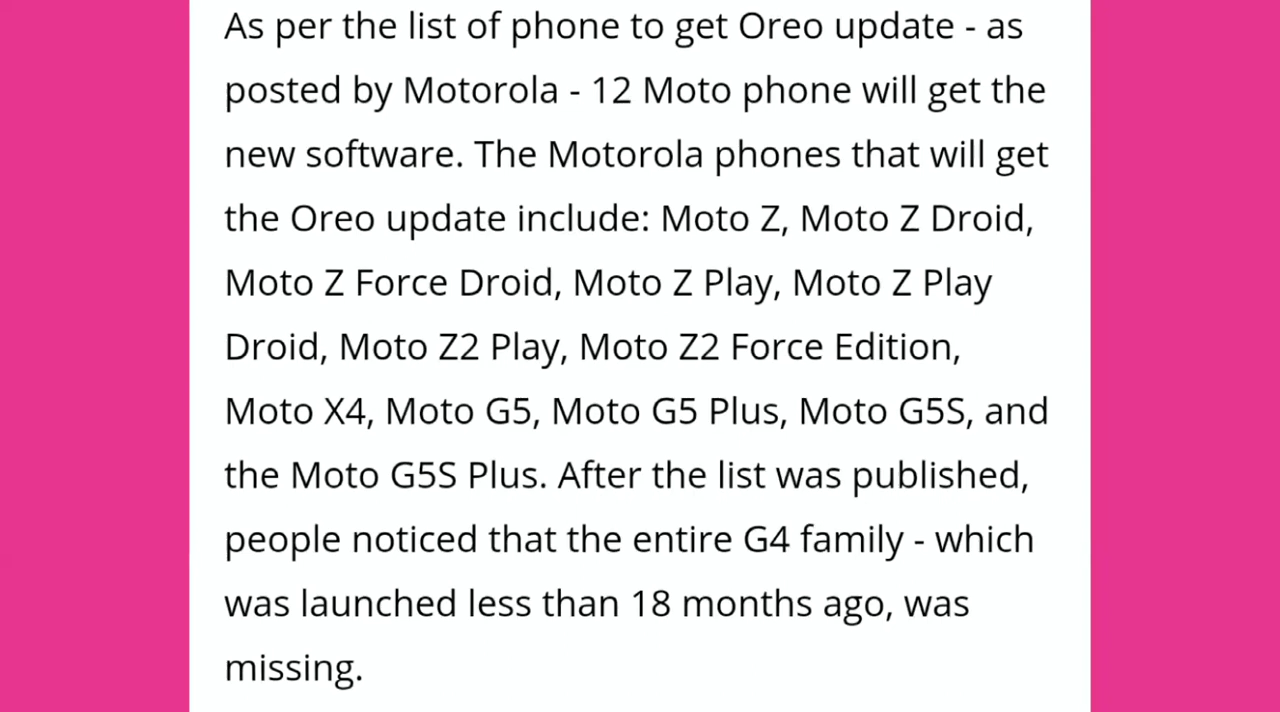 As per the list of phone to get Oreo update - as
posted by Motorola - 12 Moto phone will get the
new software. The Motorola phones that will get
the Oreo update include: Moto Z, Moto Z Droid,
Moto Z Force Droid, Moto Z Play, Moto Z Play
Droid, Moto Z2 Play, Moto Z2 Force Edition,
Moto X4, Moto G5, Moto G5 Plus, Moto G5S, and
the Moto G5S Plus. After the list was published,
people noticed that the entire G4 family - which
was launched less than 18 months ago, was
missing.